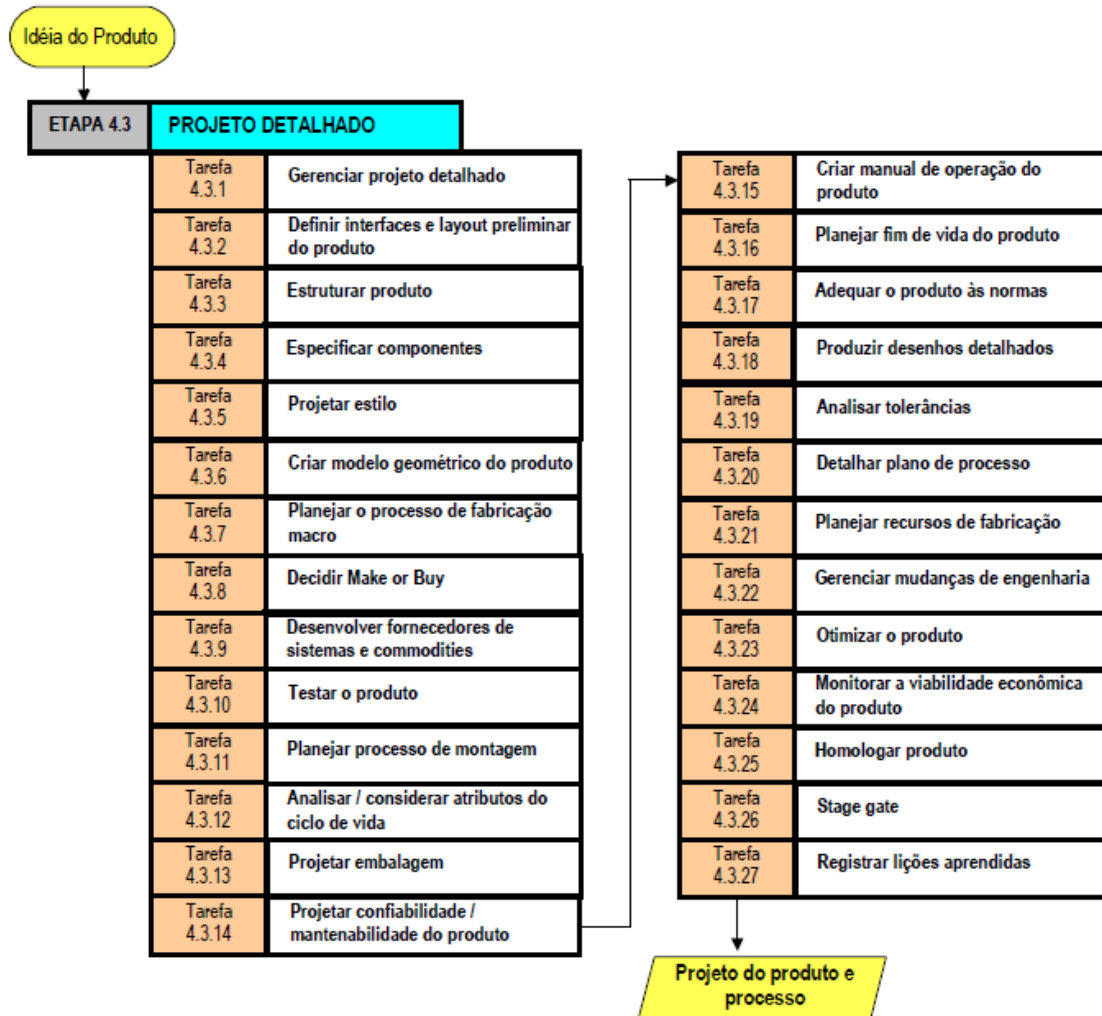 Idéia do Produto
ETAPA 4.3 PROJETO DETALHADO
Tarefa
4.3.1
Gerenciar projeto detalhado
Tarefa
4.3.2
Definir interfaces e layout preliminar
do produto
Tarefa
4.3.3
Estruturar produto
Tarefa
4.3.4
Especificar componentes
Tarefa
4.3.5
Projetar estilo
Tarefa
4.3.6
Criar modelo geométrico do produto
Tarefa
4.3.7
Planejar o processo de fabricação
macro
Tarefa
4.3.8
Decidir Make or Buy
Tarefa
4.3.9
Desenvolver fornecedores de
sistemas e commodities
Tarefa
4.3.10
Testar o produto
Tarefa
4.3.11
Planejar processo de montagem
Tarefa
4.3.12
Analisar / considerar atributos do
ciclo de vida
Tarefa
4.3.13
Projetar embalagem
Tarefa
4.3.14
Projetar confiabilidade /
mantenabilidade do produto
Tarefa
4.3.15
Criar manual de operação do
produto
Tarefa
4.3.16
Planejar fim de vida do produto
Tarefa
4.3.17
Adequar o produto às normas
Tarefa
4.3.18
Produzir desenhos detalhados
Tarefa
4.3.19
Analisar tolerâncias
Tarefa
4.3.20
Detalhar plano de processo
Tarefa
4.3.21
Planejar recursos de fabricação
Tarefa
4.3.22
Gerenciar mudanças de engenharia
Tarefa
4.3.23
Otimizar o produto
Tarefa
4.3.24
Monitorar a viabilidade econômica
do produto
Tarefa
4.3.25
Homologar produto
Tarefa
4.3.26
Stage gate
Tarefa
4.3.27
Registrar lições aprendidas
Projeto do produto e
processo